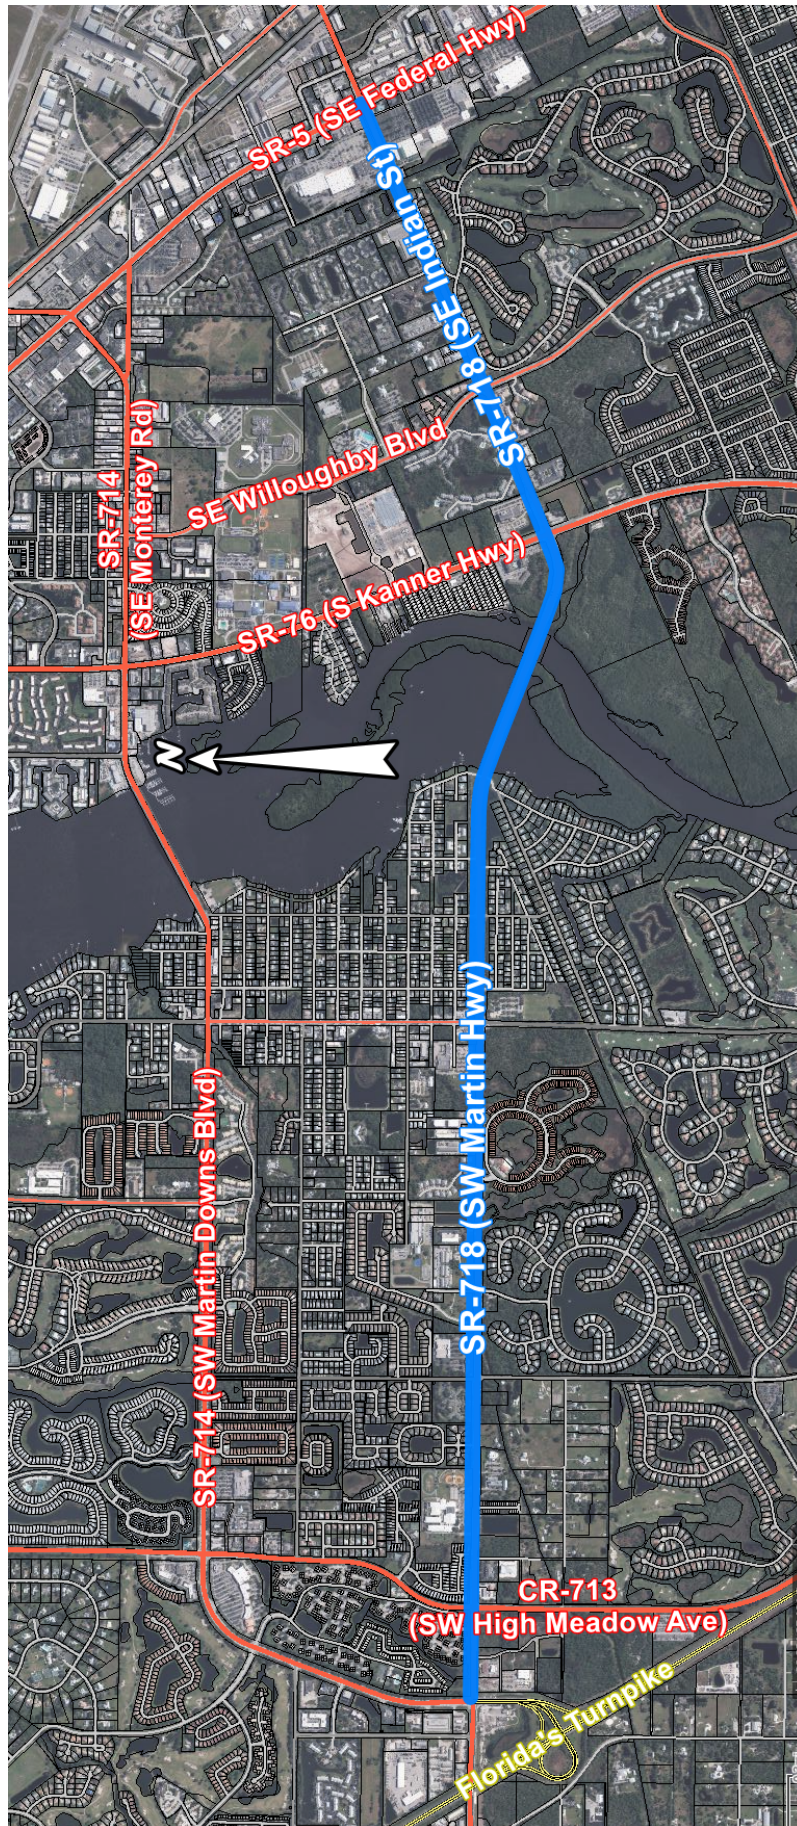 SR-5 (SE Federal Hwy)
SR-718 (SE Indian St)
SR-714
(SE Monterey Rd)
SE Willoughby Blvd
SR-76 (S Kanner Hwy)
N
SR-718 (SW Martin Hwy)
SR-714 (SW Martin Downs Blvd)
CR-713
(SW High Meadow Ave)
Florida's Turnpike